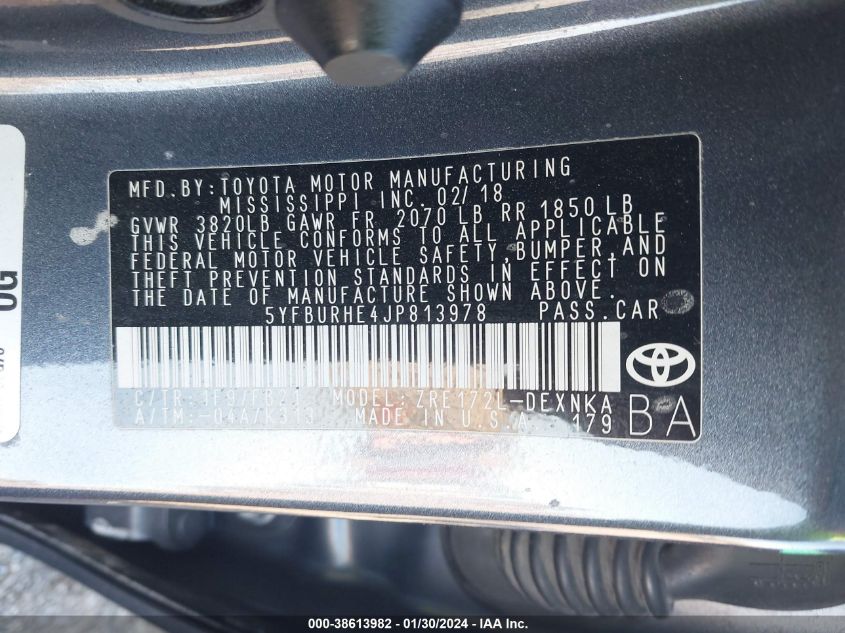 MFD. BY: TOYOTA MOTOR MANUFACTURING
MISSISSIPPI INC. 02/18
GVWR 3820LB GAWR FR 2070 LB RR 1850 LB
THIS VEHICLE CONFORMS TO ALL APPLICABLE
FEDERAL MOTOR VEHICLE SAFETY, BUMPER, AND
THEFT PREVENTION STANDARDS IN EFFECT ON
THE DATE OF MANUFACTURE SHOWN ABOVE.
5YFBURHE4JP813978 PASS. CAR
C/TR: MODEL: ZRE172L-DEXNKA
A/TM: MADE IN U.S.A. 179
BA
000-38613982 - 01/30/2024 - IAA Inc.